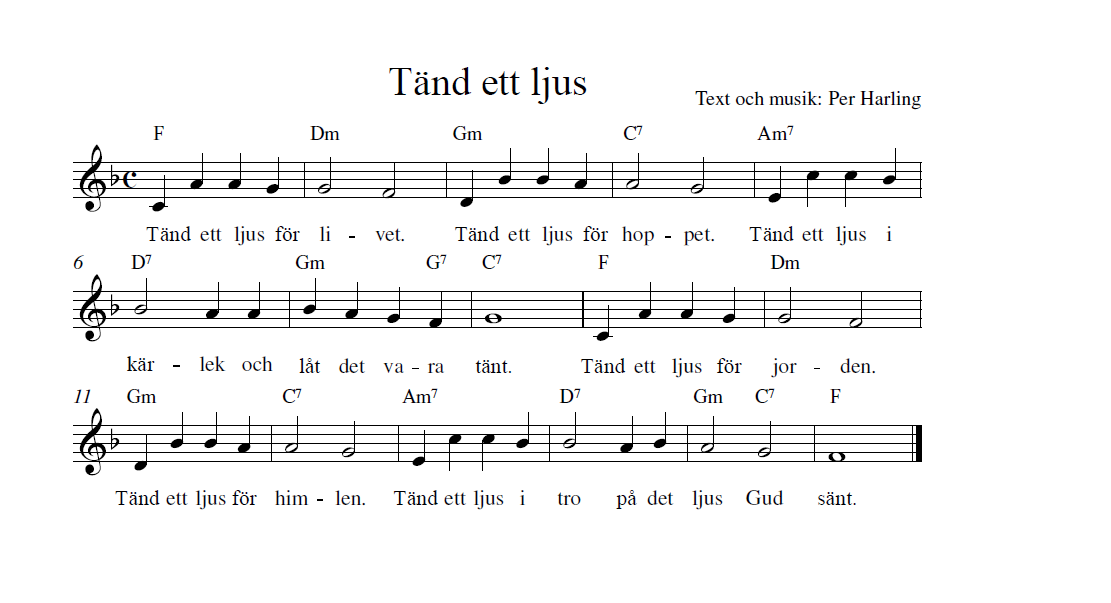 Tänd ett ljus
Text och musik: Per Harling
F Dm Gm C7 Am7
Tänd ett ljus för li - vet. Tänd ett ljus för hop - pet. Tänd ett ljus i
6 D7 Gm G7 C7 F Dm
kär - lek och låt det va - ra tänt. Tänd ett ljus för jor - den.
11 Gm C7 Am7 D7 Gm C7 F
Tänd ett ljus för him - len. Tänd ett ljus i tro på det ljus Gud sänt.